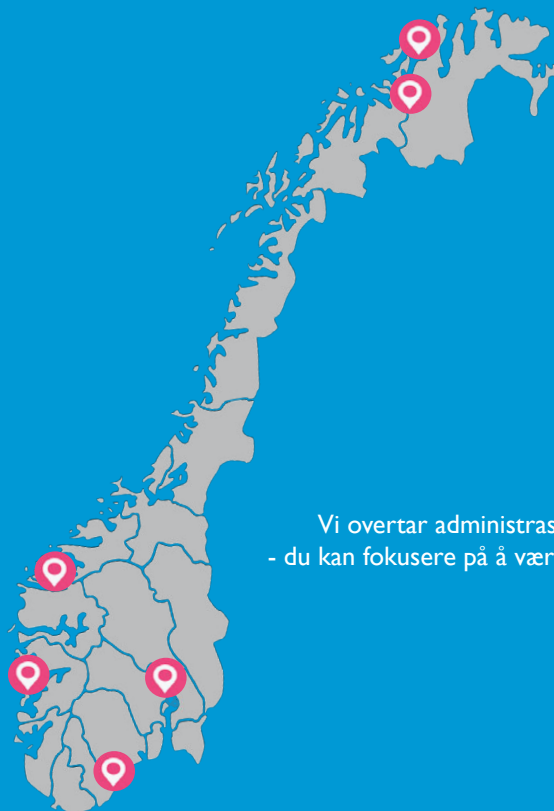 Vi overtar administras
- du kan fokusere på å vær